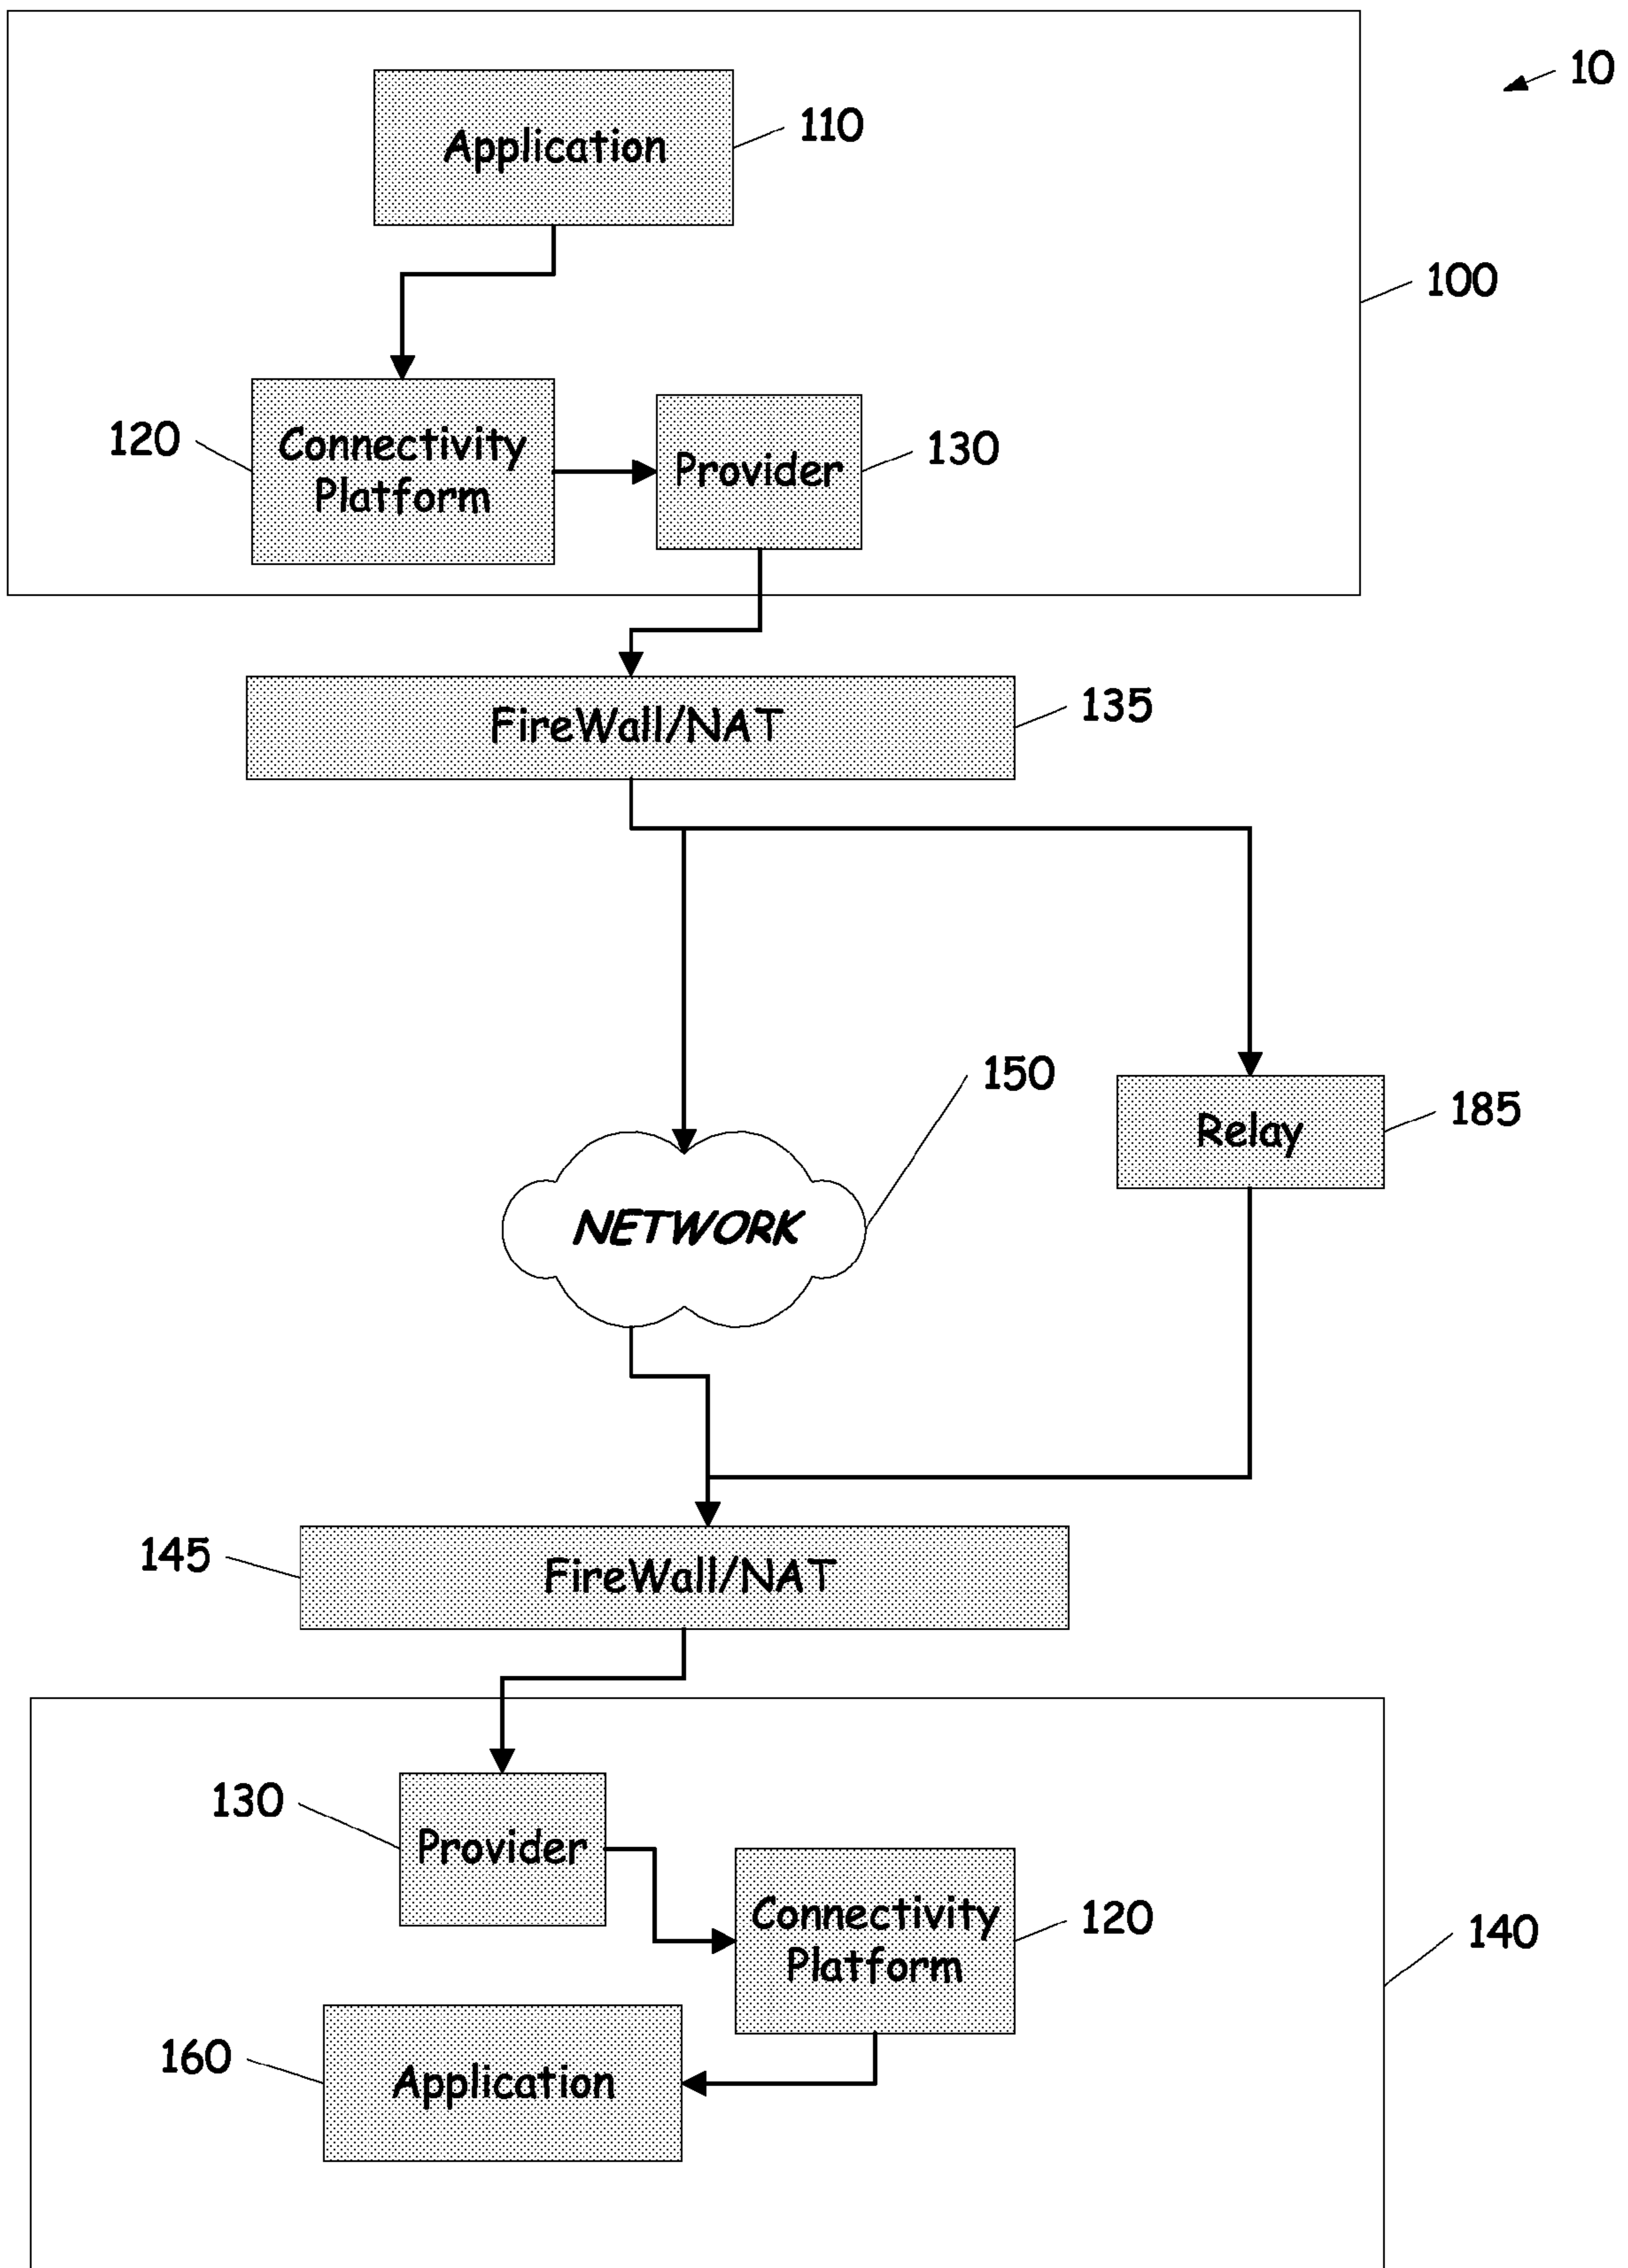 10
Application
110
100
120
Connectivity
Platform
Provider
130
FireWall/NAT
135
150
NETWORK
Relay
185
145
FireWall/NAT
130
Provider
Connectivity
Platform
120
140
160
Application